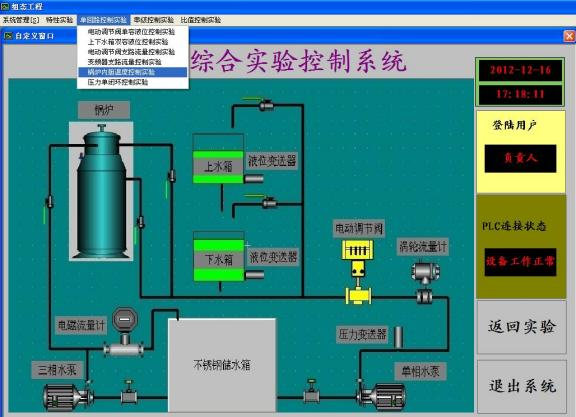 组态工程
系统管理[g] 特性实验 单回路控制实验 串级控制实验 比值控制实验
自定义窗口
电动调节阀单容液位控制实验
上下水箱双容液位控制实验
电动调节阀支路流量控制实验
变频器支路流量控制实验
锅炉内胆温度控制实验
压力单闭环控制实验
综合实验控制系统
2012-12-16
17:18:11
登陆用户
负责人
PLC连接状态
设备工作正常
返回实验
退出系统
锅炉
上水箱
液位变送器
下水箱
液位变送器
电动调节阀
涡轮流量计
电磁流量计
压力变送器
三相水泵
不锈钢储水箱
单相水泵